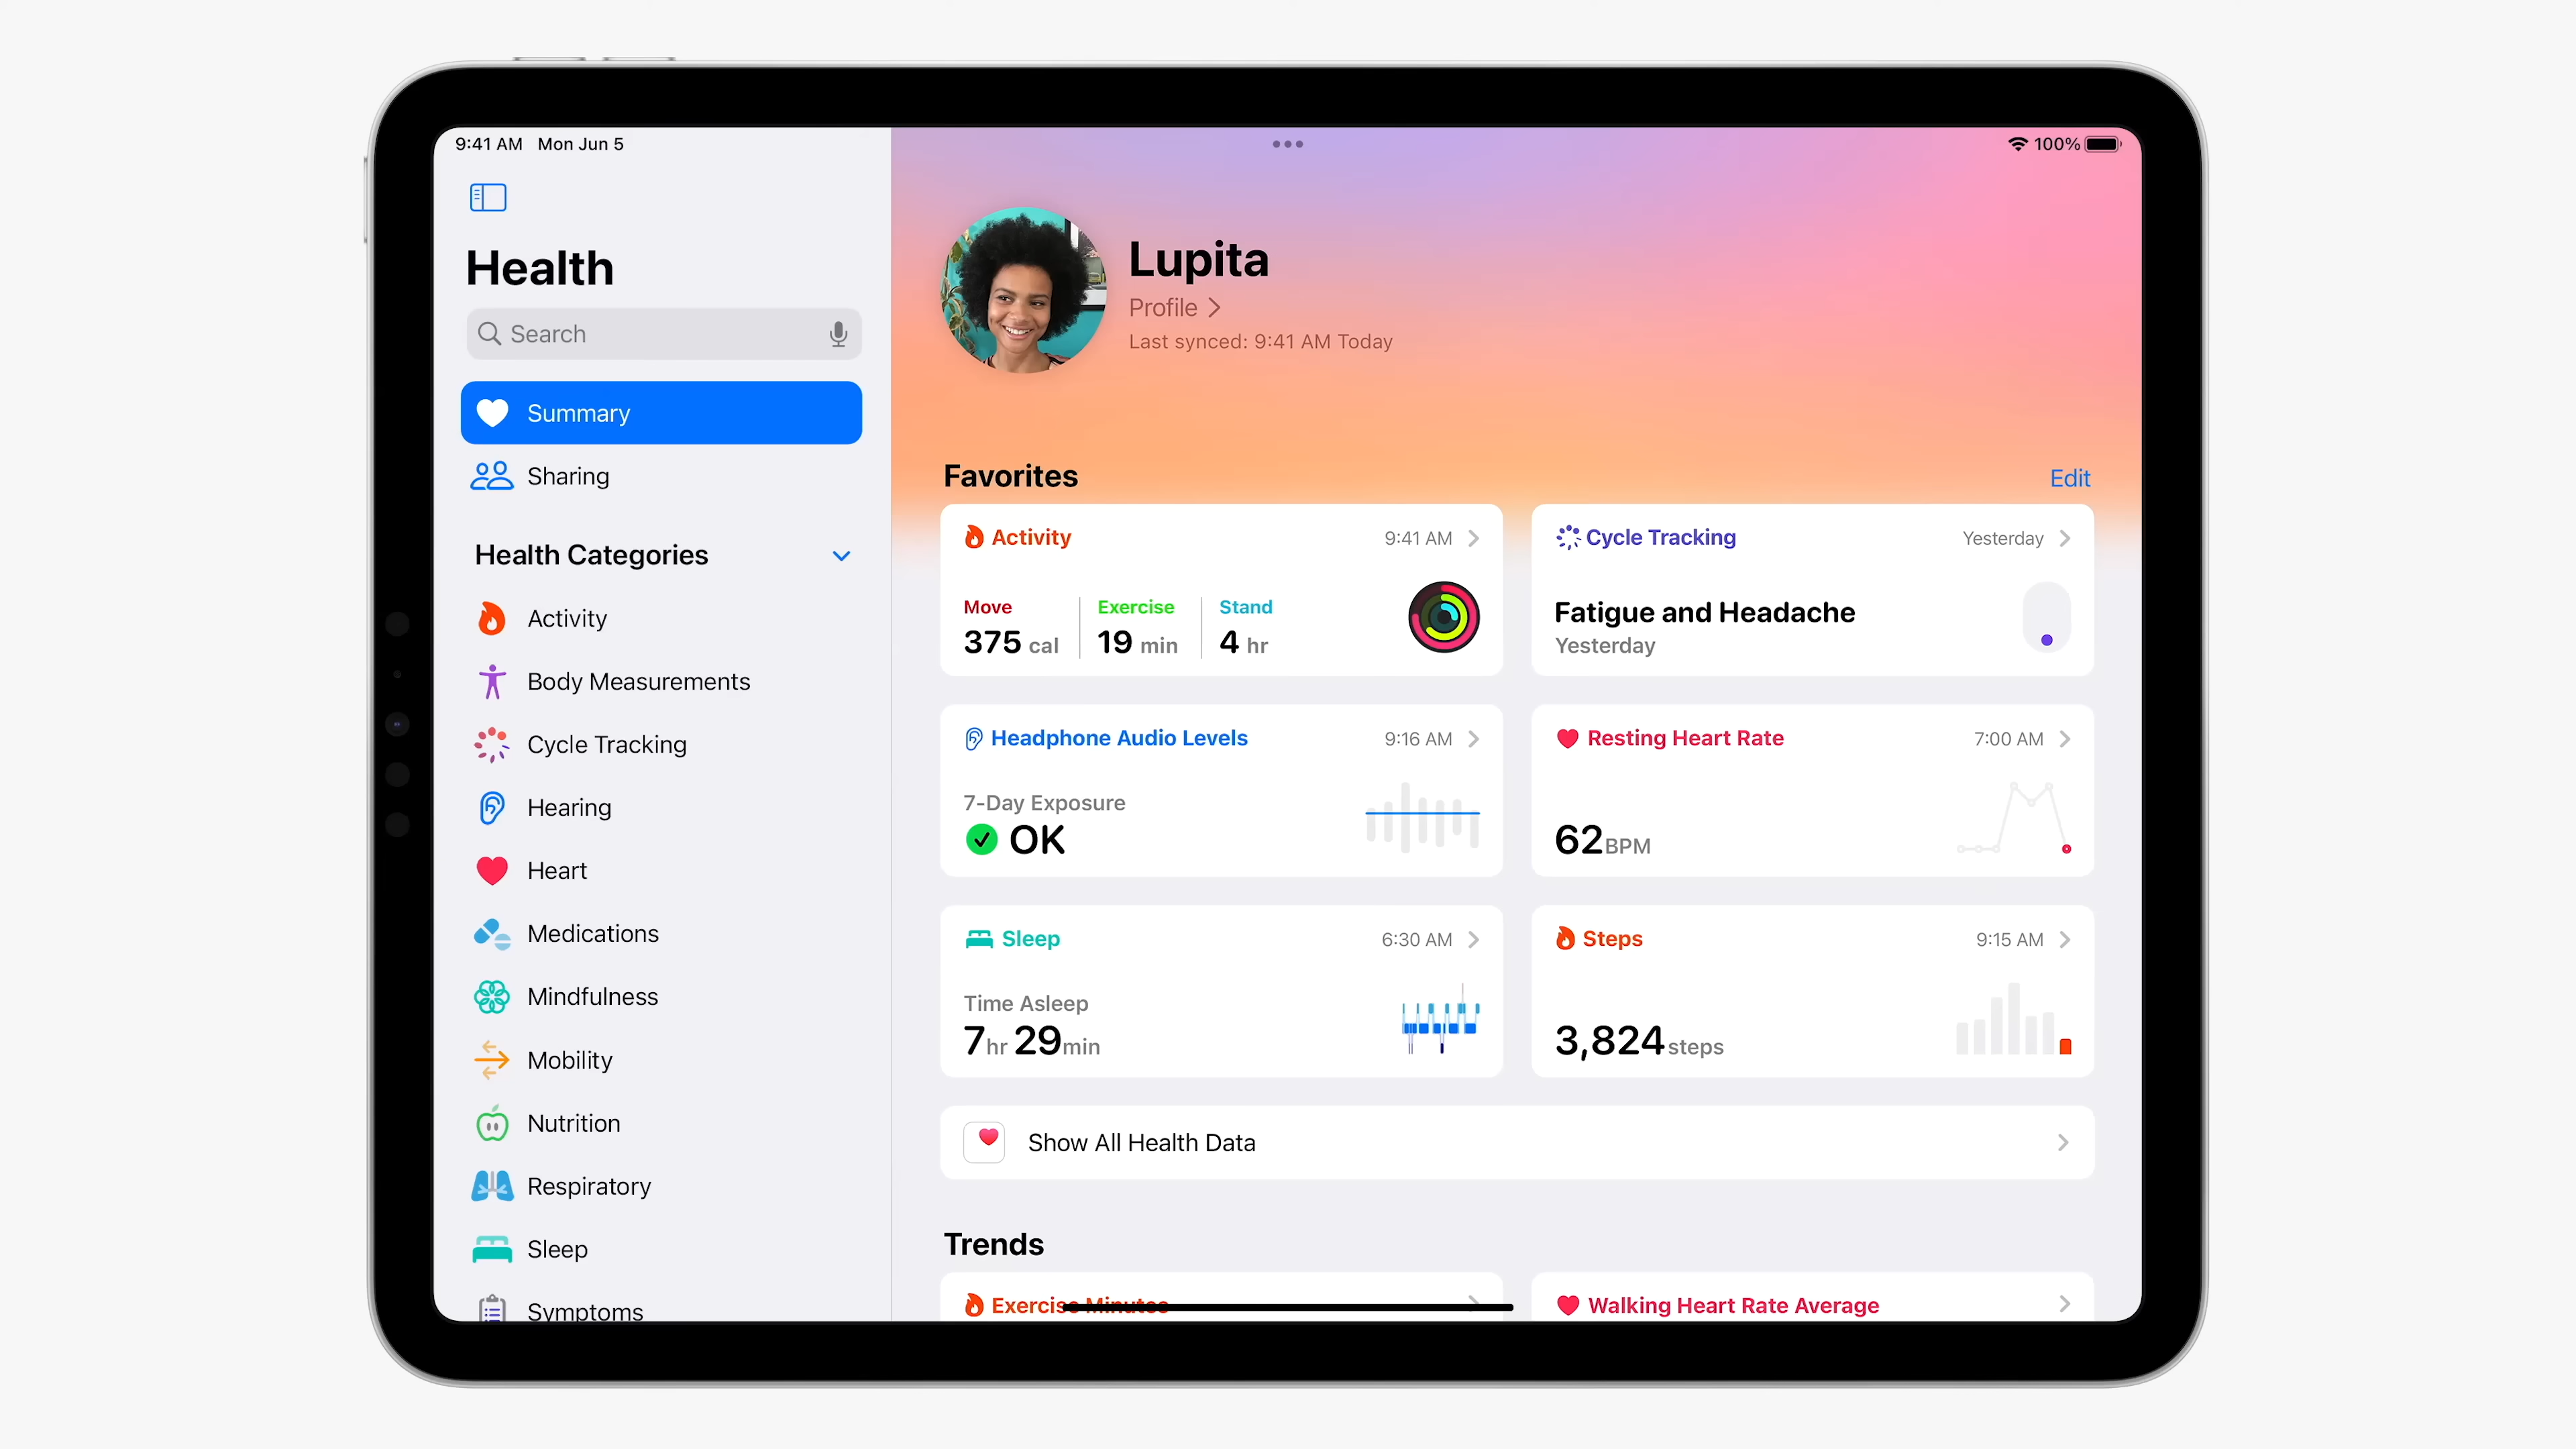 9:41 AM Mon Jun 5
100%
Health
Search
Summary
Sharing
Health Categories
Activity
Body Measurements
Cycle Tracking
Hearing
Heart
Medications
Mindfulness
Mobility
Nutrition
Respiratory
Sleep
Symptoms
Lupita
Profile
Last synced: 9:41 AM Today
Favorites
Edit
Activity
9:41 AM
Move
Exercise
Stand
375 cal
19 min
4 hr
Cycle Tracking
Yesterday
Fatigue and Headache
Yesterday
Headphone Audio Levels
9:16 AM
7-Day Exposure
OK
Resting Heart Rate
7:00 AM
62 BPM
Sleep
6:30 AM
Time Asleep
7 hr 29 min
Steps
9:15 AM
3,824 steps
Show All Health Data
Trends
Exercise Minutes
Walking Heart Rate Average